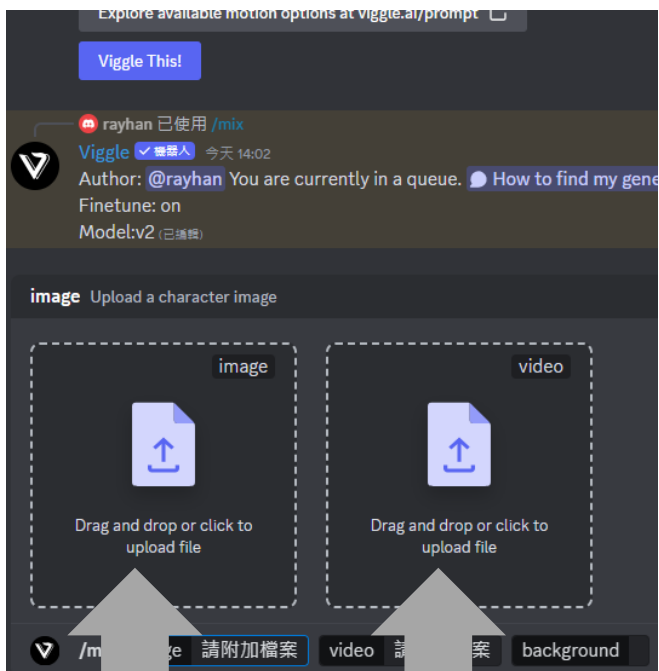 Explore available motion options at viggle.ai/prompt
Viggle This!
rayhan 已使用 /mix
Viggle 機器人 今天 14:02
Author: @rayhan You are currently in a queue. How to find my gene
Finetune: on
Model:v2 (已編輯)
image Upload a character image
image
video
Drag and drop or click to
upload file
Drag and drop or click to
upload file
/m ge 請附加檔案 video 案 background